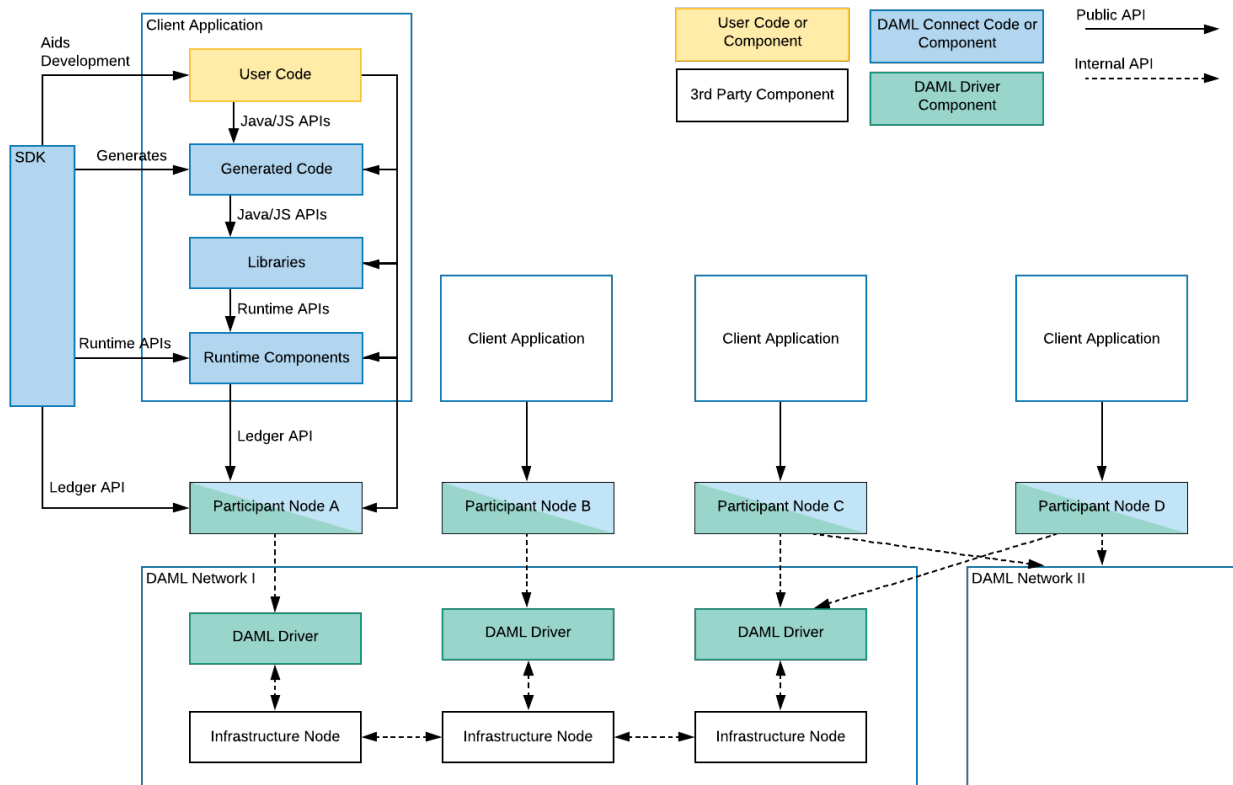 Client Application
Aids
Development
User Code
Java/JS APIs
SDK
Generates
Generated Code
Java/JS APIs
Libraries
Runtime APIs
Runtime APIs
Runtime Components
Ledger API
Ledger API
User Code or
Component
DAML Connect Code or
Component
3rd Party Component
DAML Driver
Component
Public API
Internal API
Client Application
Client Application
Client Application
Participant Node A
Participant Node B
Participant Node C
Participant Node D
DAML Network I
DAML Network II
DAML Driver
DAML Driver
DAML Driver
Infrastructure Node
Infrastructure Node
Infrastructure Node